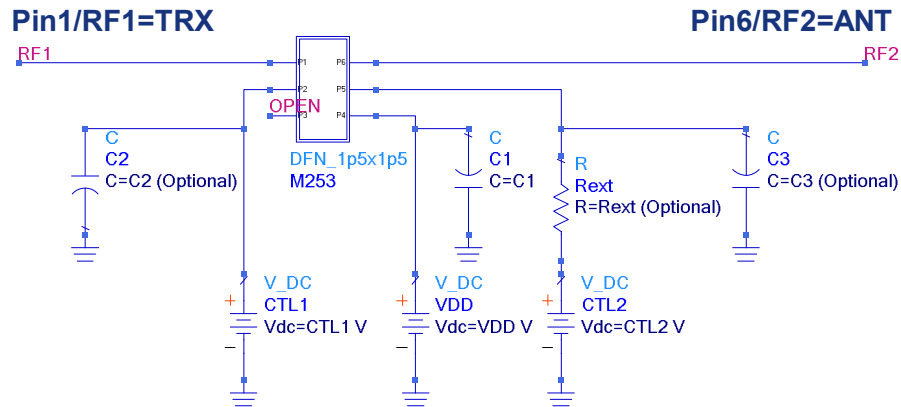 Pin1/RF1=TRX
Pin6/RF2=ANT
RF1
RF2
P1
P6
P2
P5
OPEN
P3
P4
C
C2
C=C2 (Optional)
DFN_1p5x1p5
M253
C
C1
C=C1
R
Rext
R=Rext (Optional)
C
C3
C=C3 (Optional)
V_DC
CTL1
Vdc=CTL1 V
V_DC
VDD
Vdc=VDD V
V_DC
CTL2
Vdc=CTL2 V